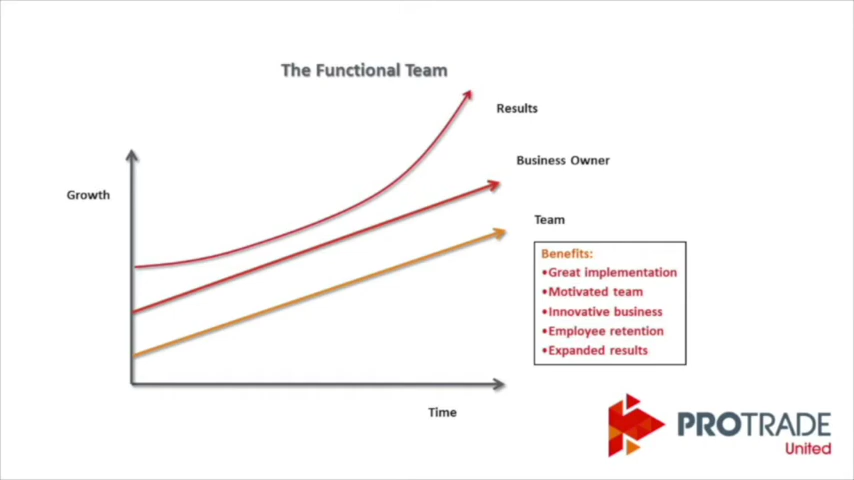 The Functional Team
Results
Business Owner
Growth
Team
Benefits:
•Great implementation
•Motivated team
•Innovative business
•Employee retention
•Expanded results
Time
PROTRADE
United